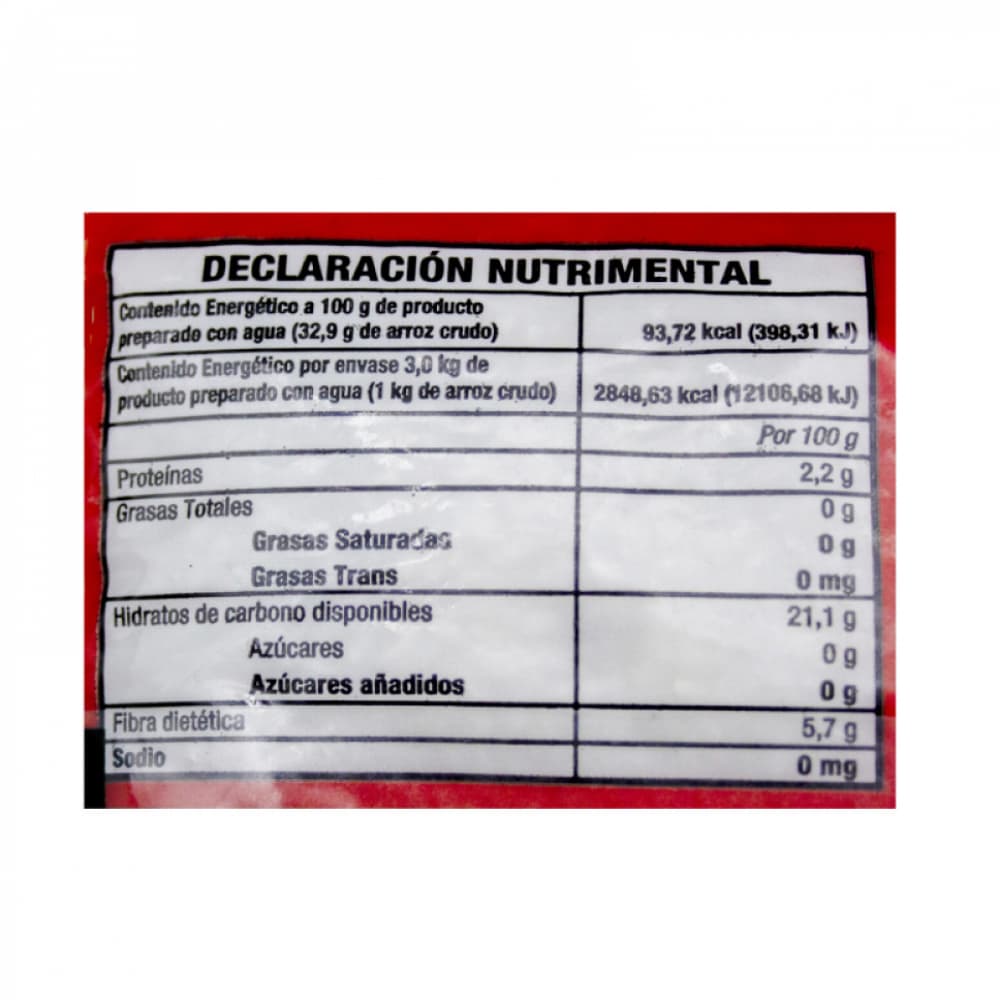 DECLARACIÓN NUTRIMENTAL
Contenido Energético a 100 g de producto
preparado con agua (32,9 g de arroz crudo) 93,72 kcal (398,31 kJ)
Contenido Energético por envase 3,0 kg de
producto preparado con agua (1 kg de arroz crudo) 2848,63 kcal (12106,68 kJ)
Por 100 g
Proteínas 2,2 g
Grasas Totales 0 g
Grasas Saturadas 0 g
Grasas Trans 0 mg
Hidratos de carbono disponibles 21,1 g
Azúcares 0 g
Azúcares añadidos 0 g
Fibra dietética 5,7 g
Sodio 0 mg